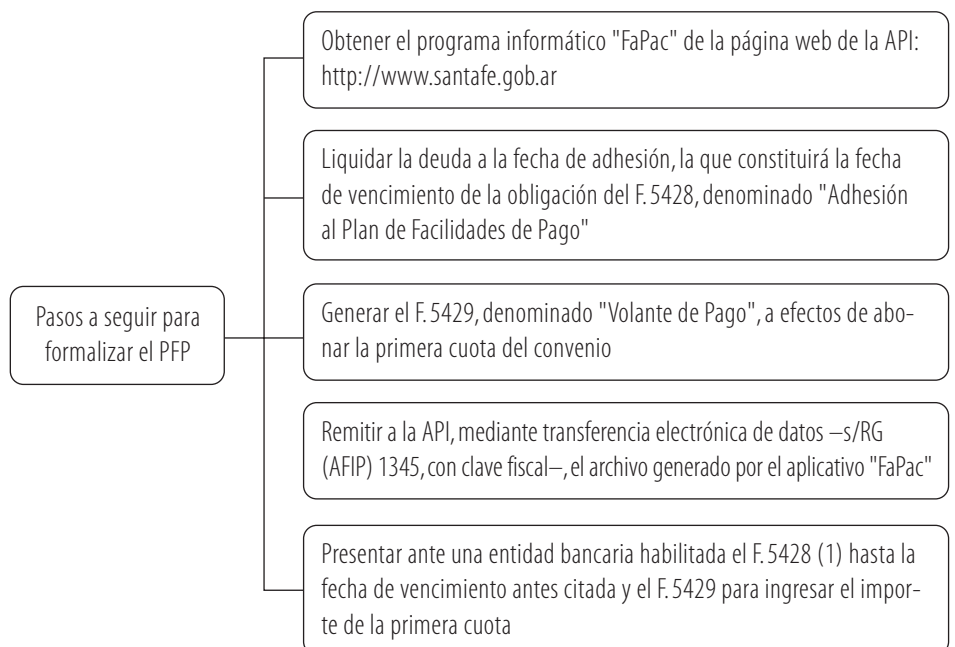 Obtener el programa informático "FaPac" de la página web de la API:
http://www.santafe.gob.ar
Liquidar la deuda a la fecha de adhesión, la que constituirá la fecha
de vencimiento de la obligación del F. 5428, denominado "Adhesión
al Plan de Facilidades de Pago"
Pasos a seguir para
formalizar el PFP
Generar el F. 5429, denominado "Volante de Pago", a efectos de abo-
nar la primera cuota del convenio
Remitir a la API, mediante transferencia electrónica de datos –s/RG
(AFIP) 1345, con clave fiscal–, el archivo generado por el aplicativo "FaPac"
Presentar ante una entidad bancaria habilitada el F. 5428 (1) hasta la
fecha de vencimiento antes citada y el F. 5429 para ingresar el impor-
te de la primera cuota